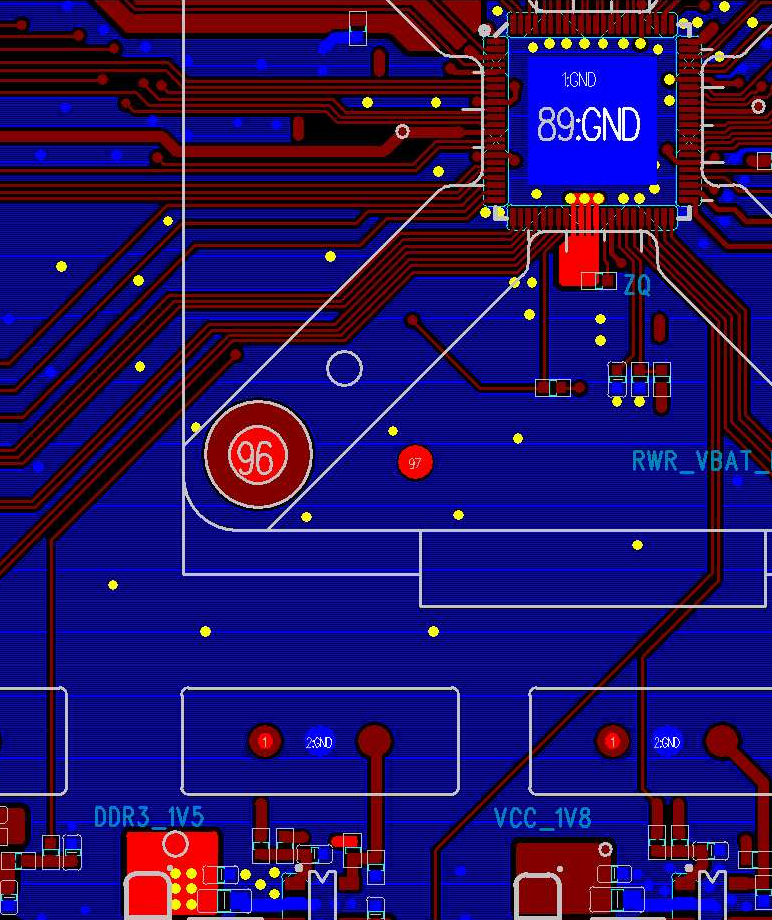 1:GND
89:GND
ZQ
96
97
RWR_VBAT_
1
2:GND
1
2:GND
DDR3_1V5
VCC_1V8